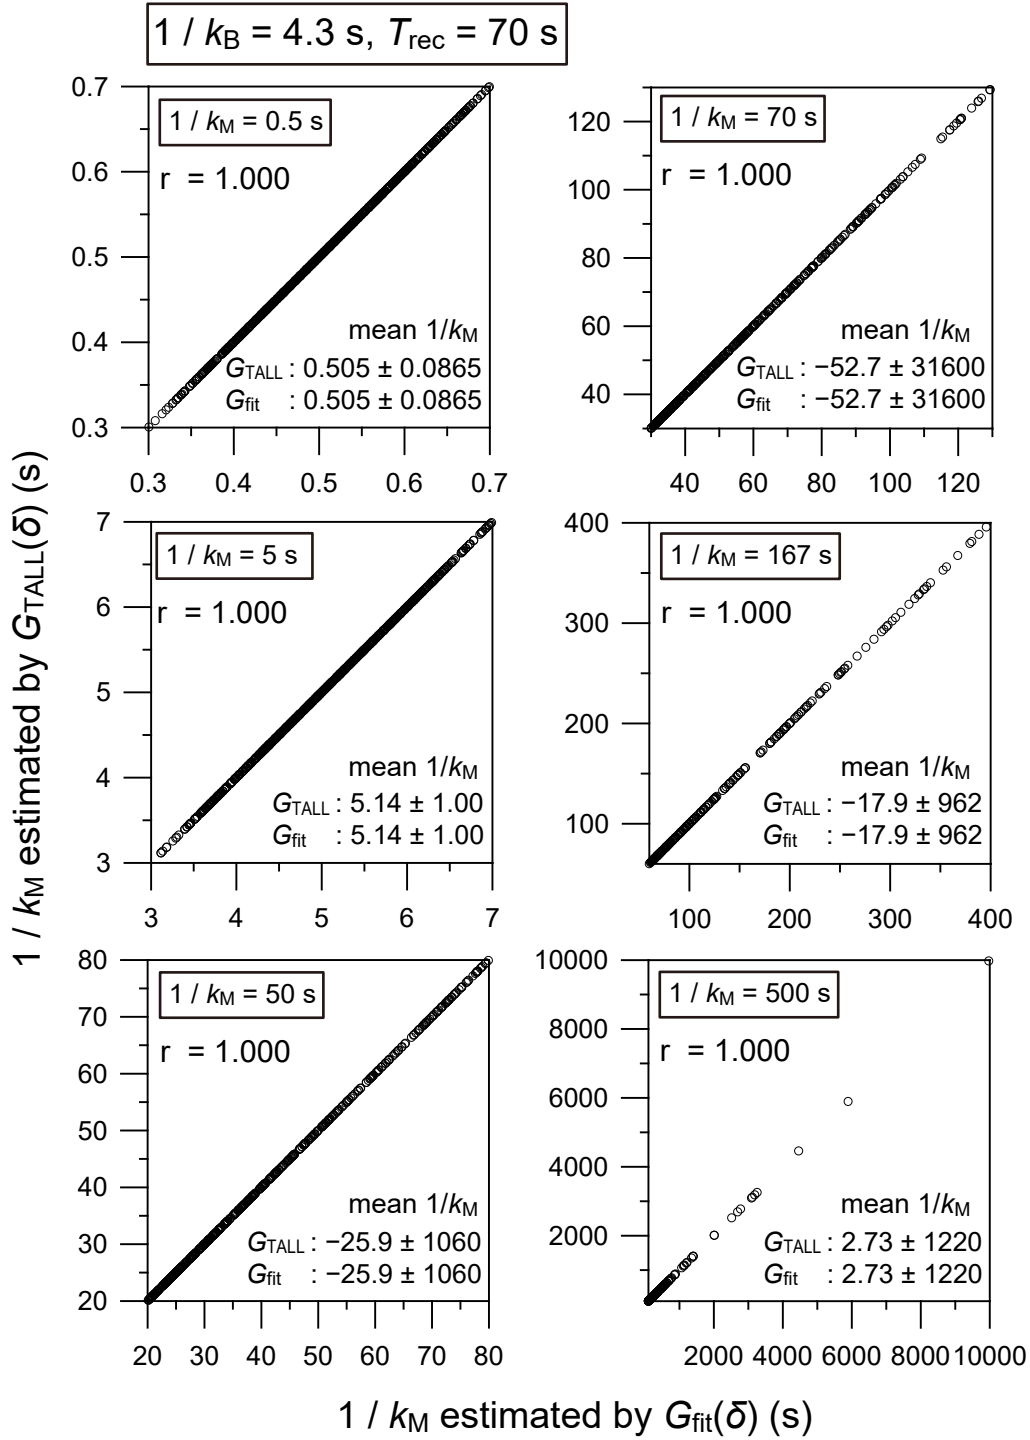 1 / kB = 4.3 s, Trec = 70 s
1 / kM estimated by GTALL(δ) (s)
0.7
0.6
0.5
0.4
0.3
1 / kM = 0.5 s
r = 1.000
mean 1/kM
GTALL : 0.505 ± 0.0865
Gfit : 0.505 ± 0.0865
0.3 0.4 0.5 0.6 0.7
120
100
80
60
40
1 / kM = 70 s
r = 1.000
mean 1/kM
GTALL : −52.7 ± 31600
Gfit : −52.7 ± 31600
40 60 80 100 120
7
6
5
4
3
1 / kM = 5 s
r = 1.000
mean 1/kM
GTALL : 5.14 ± 1.00
Gfit : 5.14 ± 1.00
3 4 5 6 7
400
300
200
100
1 / kM = 167 s
r = 1.000
mean 1/kM
GTALL : −17.9 ± 962
Gfit : −17.9 ± 962
100 200 300 400
80
70
60
50
40
30
20
1 / kM = 50 s
r = 1.000
mean 1/kM
GTALL : −25.9 ± 1060
Gfit : −25.9 ± 1060
20 30 40 50 60 70 80
10000
8000
6000
4000
2000
1 / kM = 500 s
r = 1.000
mean 1/kM
GTALL : 2.73 ± 1220
Gfit : 2.73 ± 1220
2000 4000 6000 8000 10000
1 / kM estimated by Gfit(δ) (s)